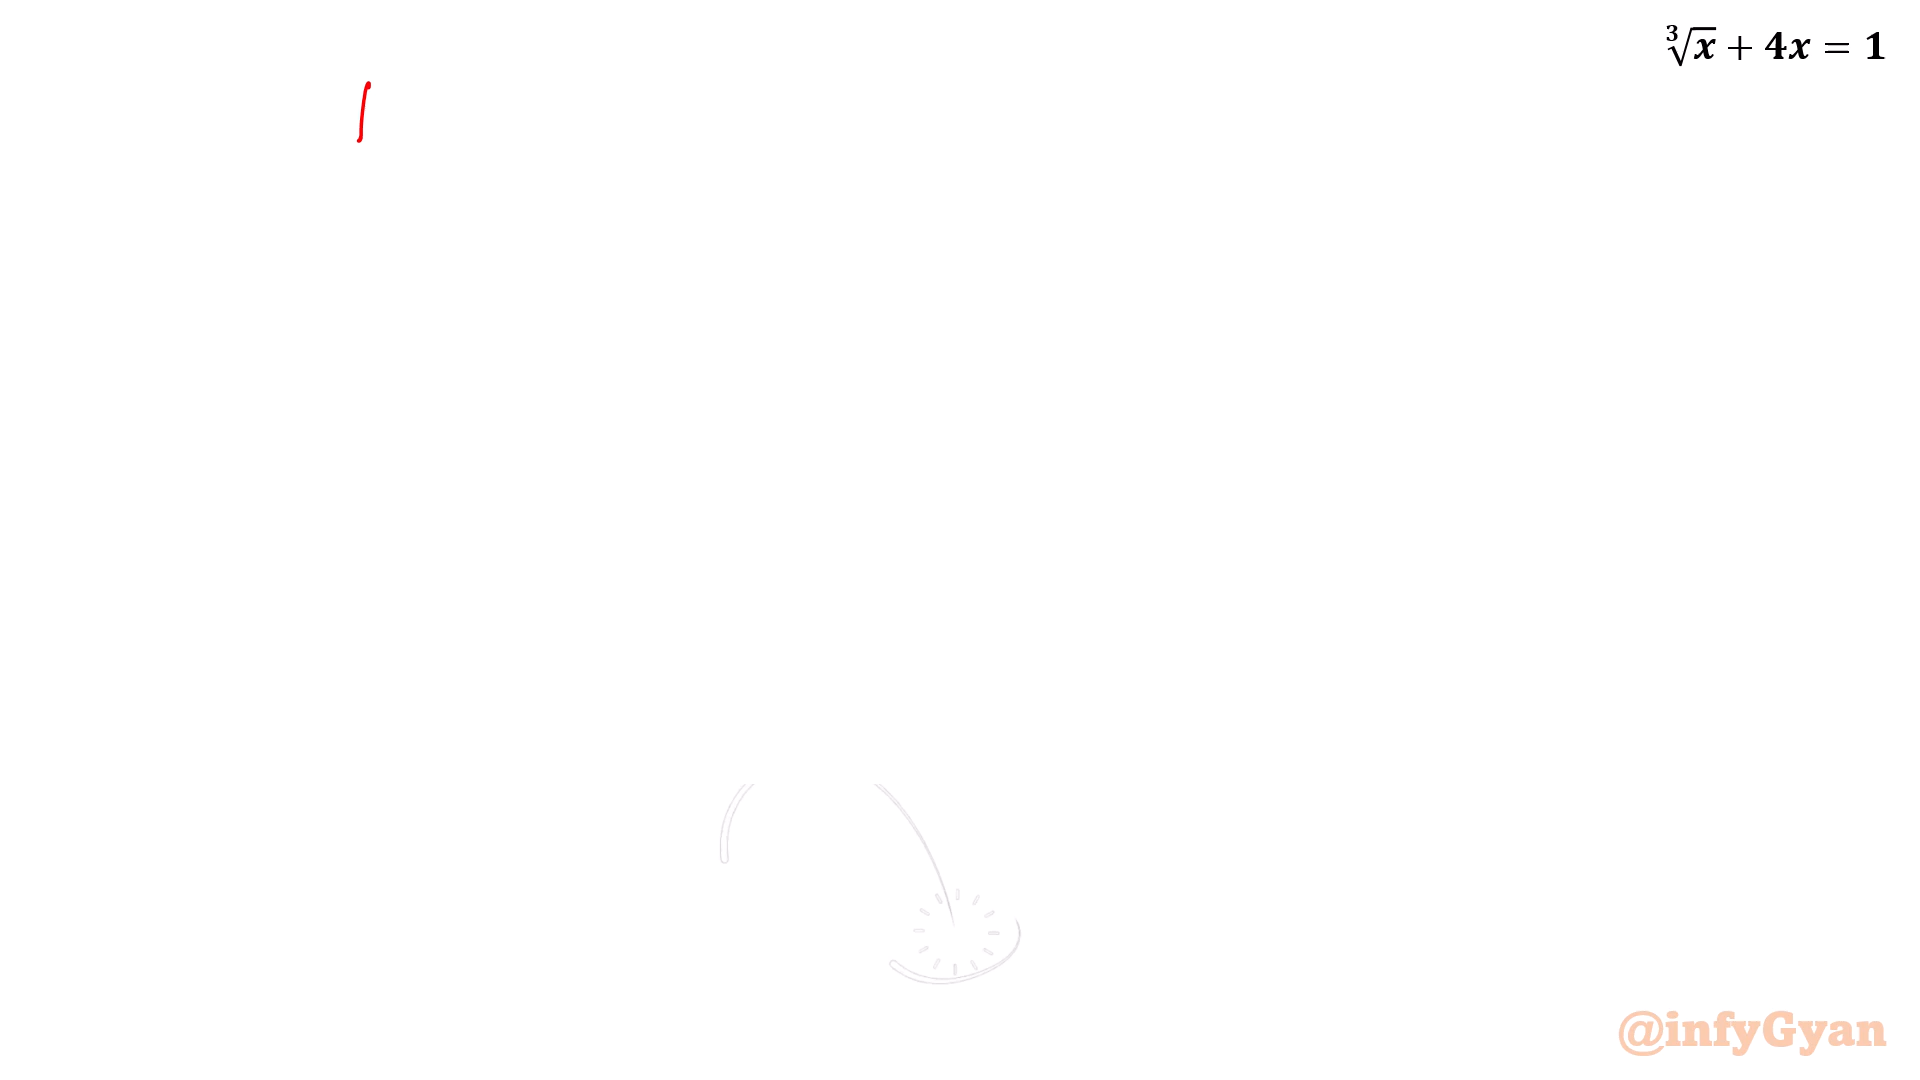 ∛x + 4x = 1
@infyGyan